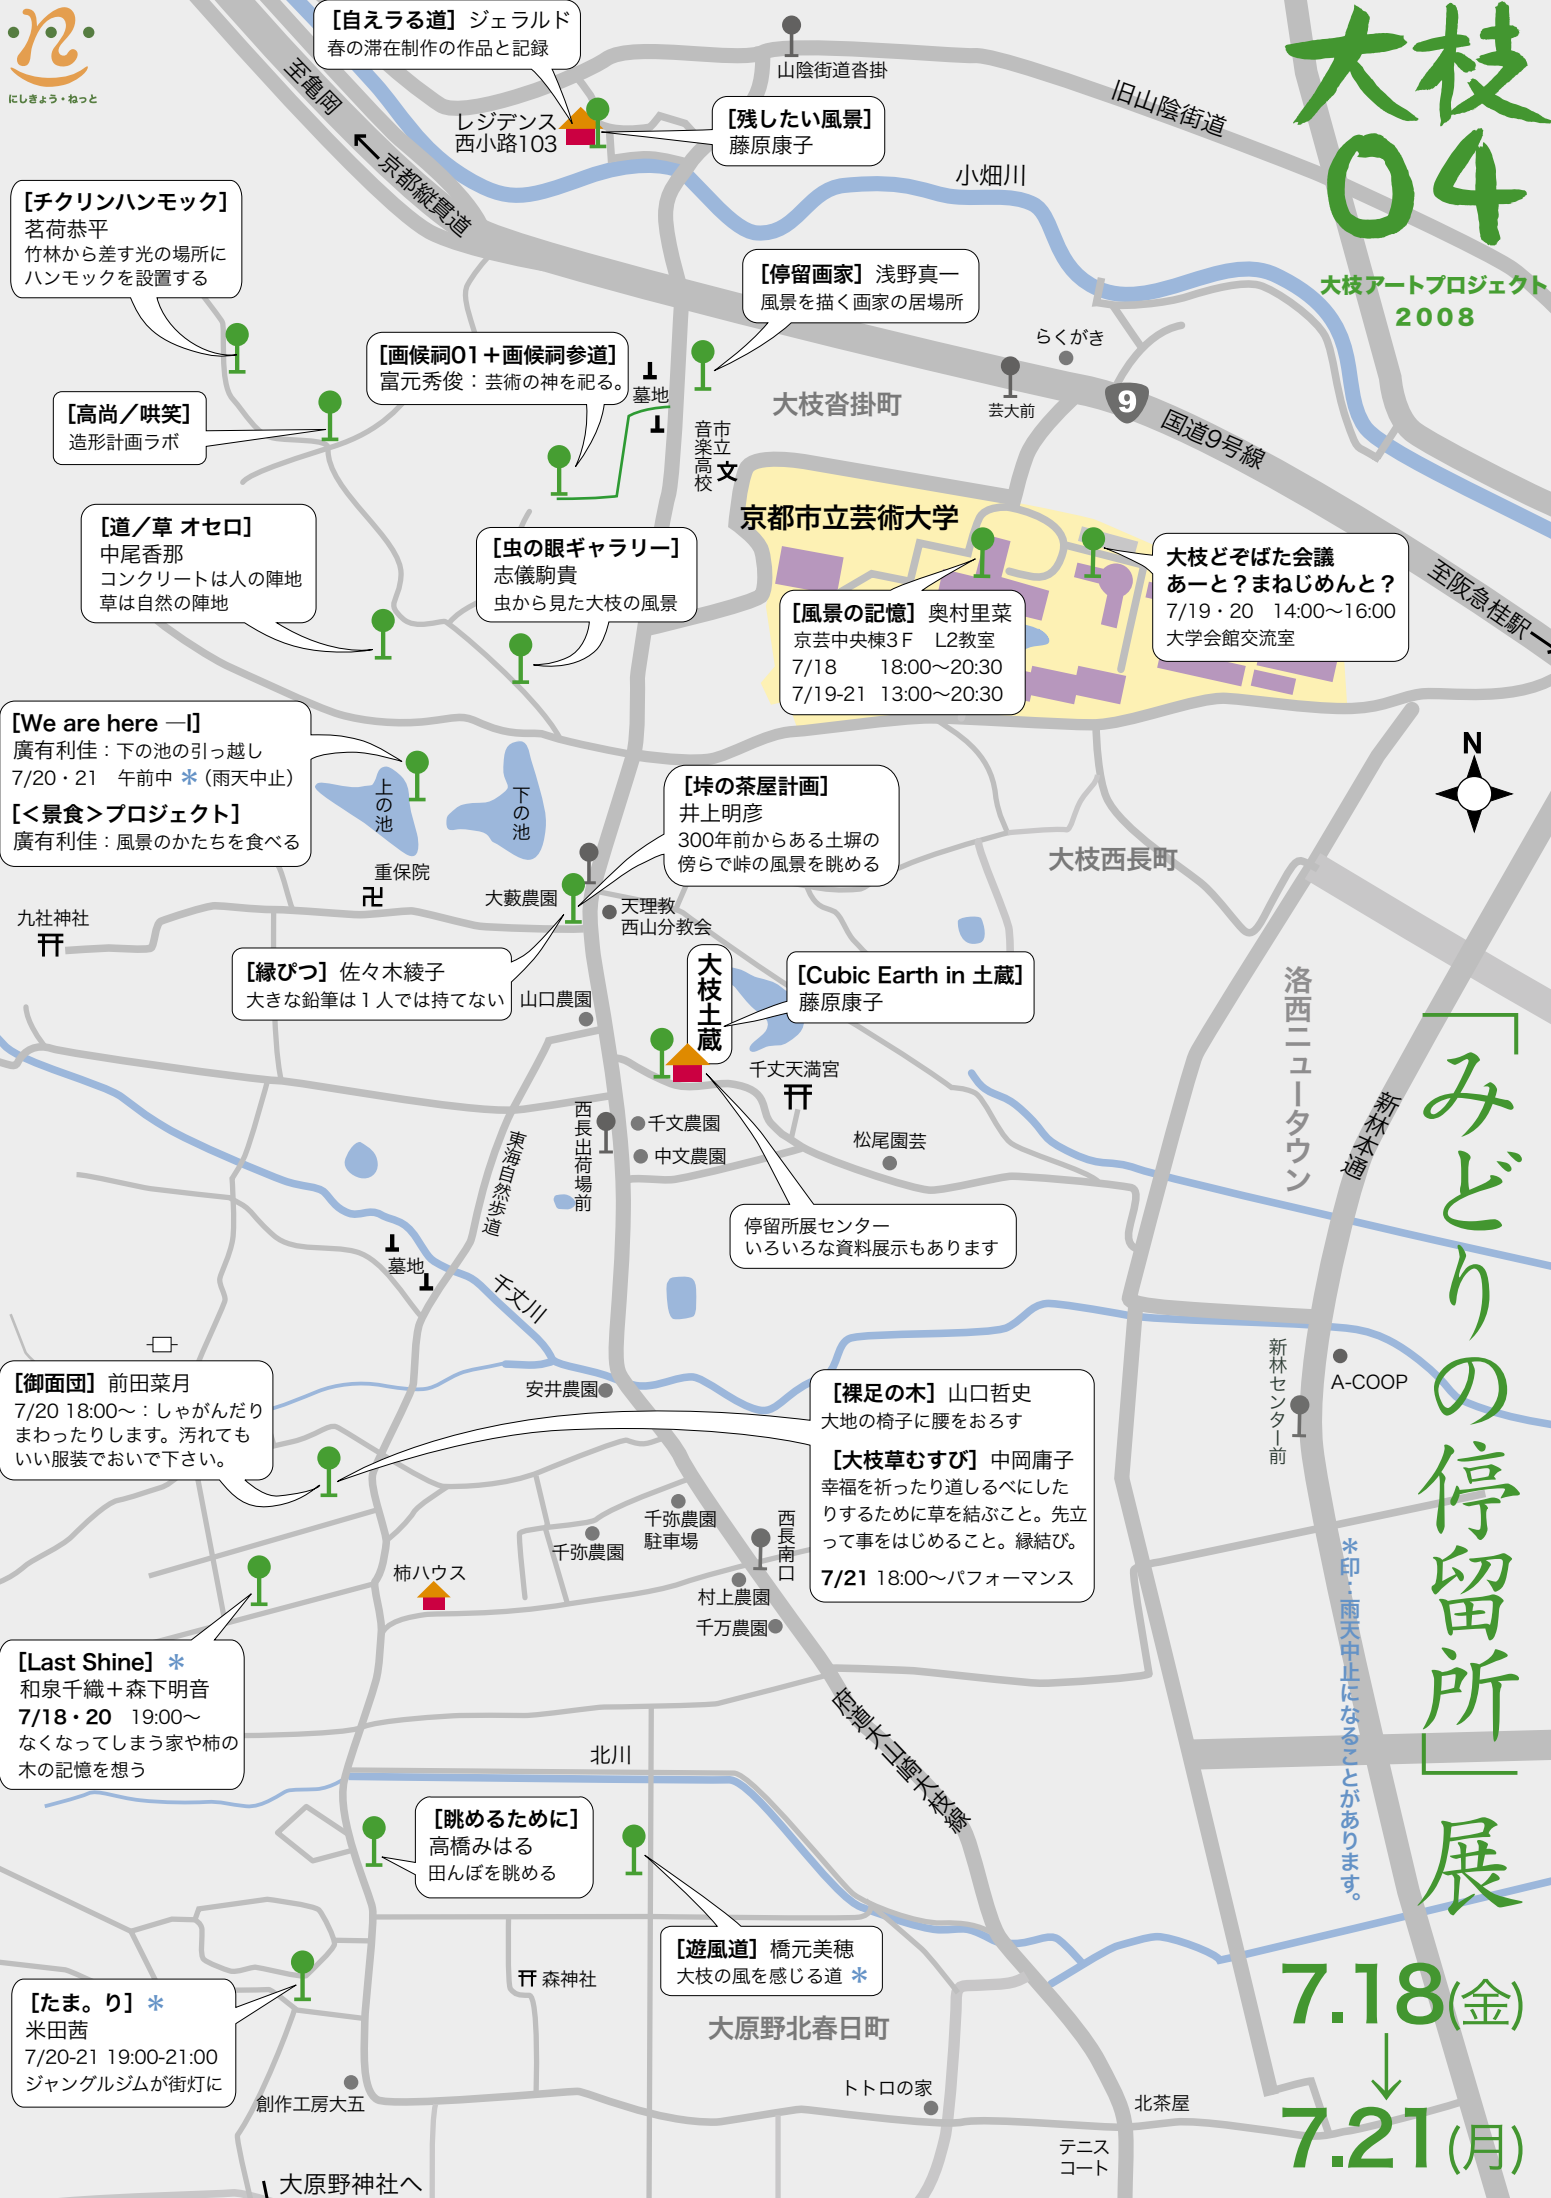 にしきょう・ねっと
大枝
04
大枝アートプロジェクト
2008
「みどりの停留所」展
7.18(金)
↓
7.21(月)
*印：雨天中止になることがあります。
[自えラる道] ジェラルド
春の滞在制作の作品と記録
至亀岡
山陰街道沓掛
旧山陰街道
レジデンス
西小路103
[残したい風景]
藤原康子
京都縦貫道
小畑川
[チクリンハンモック]
茗荷恭平
竹林から差す光の場所に
ハンモックを設置する
[停留画家] 浅野真一
風景を描く画家の居場所
らくがき
[画候祠01＋画候祠参道]
富元秀俊：芸術の神を祀る。
墓地
大枝沓掛町
芸大前
9
国道9号線
[高尚／哄笑]
造形計画ラボ
市立
音楽高校
文
京都市立芸術大学
[道／草 オセロ]
中尾香那
コンクリートは人の陣地
草は自然の陣地
[虫の眼ギャラリー]
志儀駒貴
虫から見た大枝の風景
大枝どぞばた会議
あーと？まねじめんと？
7/19・20　14:00〜16:00
大学会館交流室
至阪急桂駅
[風景の記憶] 奥村里菜
京芸中央棟3Ｆ　L2教室
7/18　　18:00〜20:30
7/19-21　13:00〜20:30
[We are here —I]
廣有利佳：下の池の引っ越し
7/20・21　午前中 *（雨天中止）
[＜景食＞プロジェクト]
廣有利佳：風景のかたちを食べる
上の池
下の池
N
[垰の茶屋計画]
井上明彦
300年前からある土塀の
傍らで峠の風景を眺める
大枝西長町
重保院
卍
大藪農園
天理教
西山分教会
九社神社
[縁ぴつ] 佐々木綾子
大きな鉛筆は１人では持てない
山口農園
大枝土蔵
[Cubic Earth in 土蔵]
藤原康子
洛西ニュータウン
千丈天満宮
新林本通
西長出荷場前
千文農園
中文農園
東海自然歩道
松尾園芸
停留所展センター
いろいろな資料展示もあります
墓地
千丈川
[御面団] 前田菜月
7/20 18:00〜：しゃがんだり
まわったりします。汚れても
いい服装でおいで下さい。
安井農園
[裸足の木] 山口哲史
大地の椅子に腰をおろす
[大枝草むすび] 中岡庸子
幸福を祈ったり道しるべにした
りするために草を結ぶこと。先立
って事をはじめること。縁結び。
7/21 18:00〜パフォーマンス
新林センター前
A-COOP
千弥農園
駐車場
千弥農園
西長南口
柿ハウス
村上農園
千万農園
[Last Shine] *
和泉千織＋森下明音
7/18・20　19:00〜
なくなってしまう家や柿の
木の記憶を想う
府道大山崎大枝線
北川
[眺めるために]
高橋みはる
田んぼを眺める
[遊風道] 橋元美穂
大枝の風を感じる道 *
森神社
大原野北春日町
[たま。り] *
米田茜
7/20-21 19:00-21:00
ジャングルジムが街灯に
創作工房大五
トトロの家
北茶屋
テニス
コート
大原野神社へ